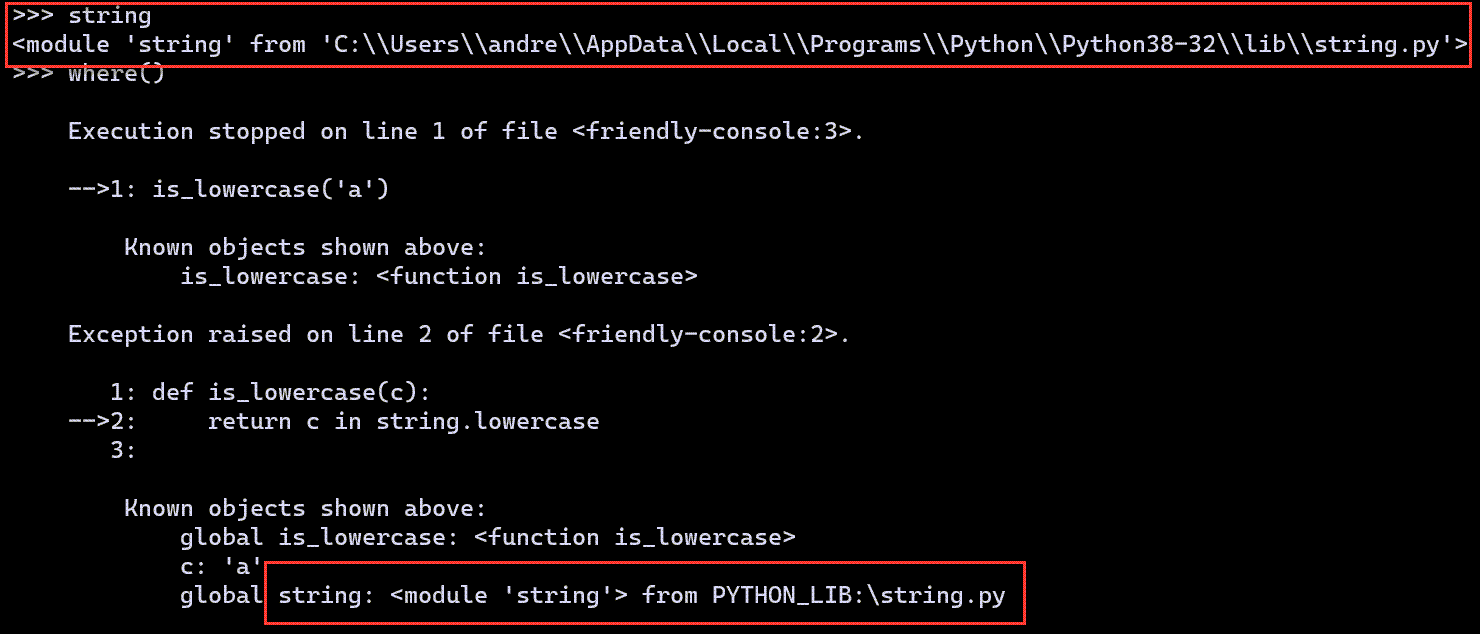 >>> string
<module 'string' from 'C:\\Users\\andre\\AppData\\Local\\Programs\\Python\\Python38-32\\lib\\string.py'>
>>> where()
Execution stopped on line 1 of file <friendly-console:3>.
-->1: is_lowercase('a')
Known objects shown above:
is_lowercase: <function is_lowercase>
Exception raised on line 2 of file <friendly-console:2>.
1: def is_lowercase(c):
-->2:     return c in string.lowercase
3:
Known objects shown above:
global is_lowercase: <function is_lowercase>
c: 'a'
global string: <module 'string'> from PYTHON_LIB:\string.py